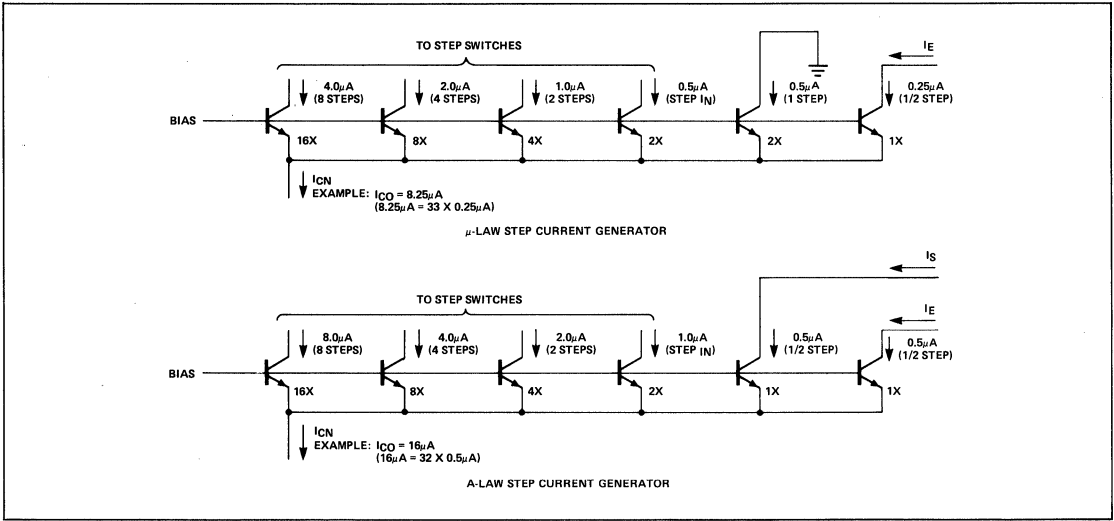 TO STEP SWITCHES
IE
4.0µA
(8 STEPS)
2.0µA
(4 STEPS)
1.0µA
(2 STEPS)
0.5µA
(STEP IN)
0.5µA
(1 STEP)
0.25µA
(1/2 STEP)
BIAS
16X
8X
4X
2X
2X
1X
ICN
EXAMPLE: ICO = 8.25µA
(8.25µA = 33 X 0.25µA)
µ-LAW STEP CURRENT GENERATOR
IS
TO STEP SWITCHES
IE
8.0µA
(8 STEPS)
4.0µA
(4 STEPS)
2.0µA
(2 STEPS)
1.0µA
(STEP IN)
0.5µA
(1/2 STEP)
0.5µA
(1/2 STEP)
BIAS
16X
8X
4X
2X
1X
1X
ICN
EXAMPLE: ICO = 16µA
(16µA = 32 X 0.5µA)
A-LAW STEP CURRENT GENERATOR